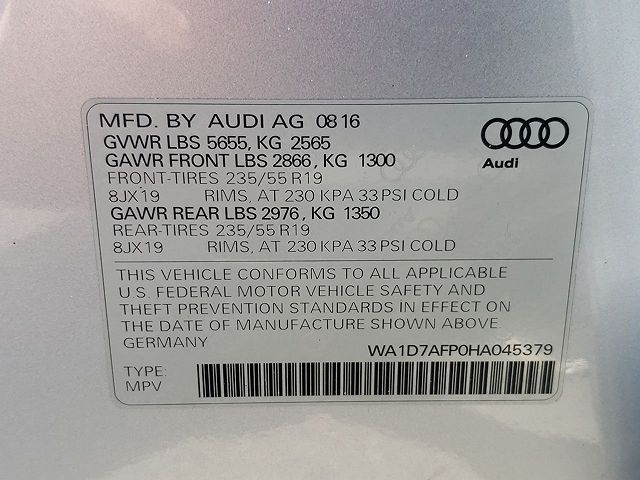 MFD. BY AUDI AG 08 16
GVWR LBS 5655, KG 2565
GAWR FRONT LBS 2866, KG 1300
FRONT-TIRES 235/55 R19
8JX19 RIMS, AT 230 KPA 33 PSI COLD
GAWR REAR LBS 2976, KG 1350
REAR-TIRES 235/55 R19
8JX19 RIMS, AT 230 KPA 33 PSI COLD
Audi
THIS VEHICLE CONFORMS TO ALL APPLICABLE
U.S. FEDERAL MOTOR VEHICLE SAFETY AND
THEFT PREVENTION STANDARDS IN EFFECT ON
THE DATE OF MANUFACTURE SHOWN ABOVE.
GERMANY
WA1D7AFP0HA045379
TYPE:
MPV